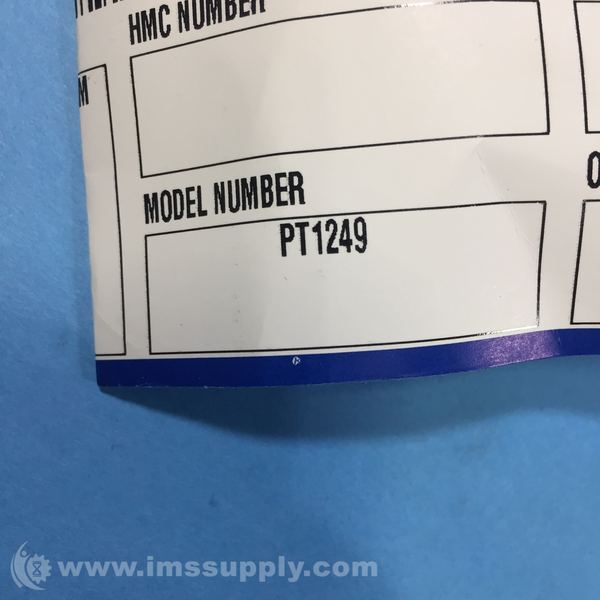 HMC NUMBER
M
MODEL NUMBER
O
PT1249
www.imssupply.com